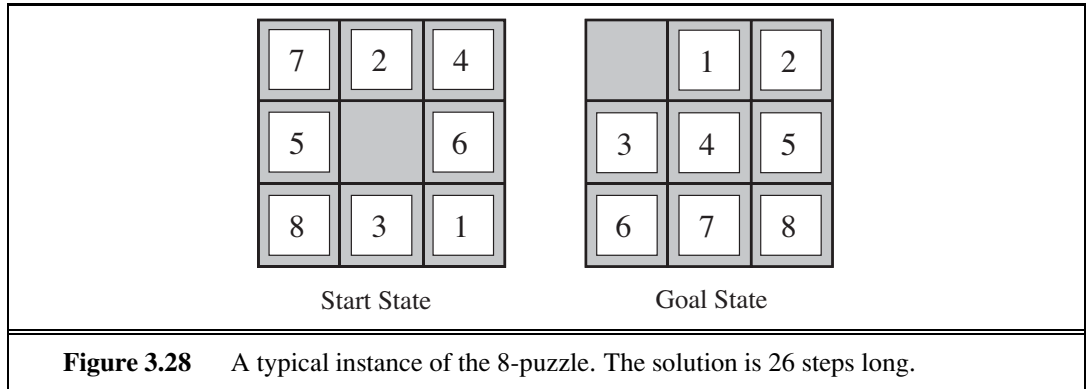 7 2 4 1 2
5 6 3 4 5
8 3 1 6 7 8
Start State Goal State
Figure 3.28 A typical instance of the 8-puzzle. The solution is 26 steps long.